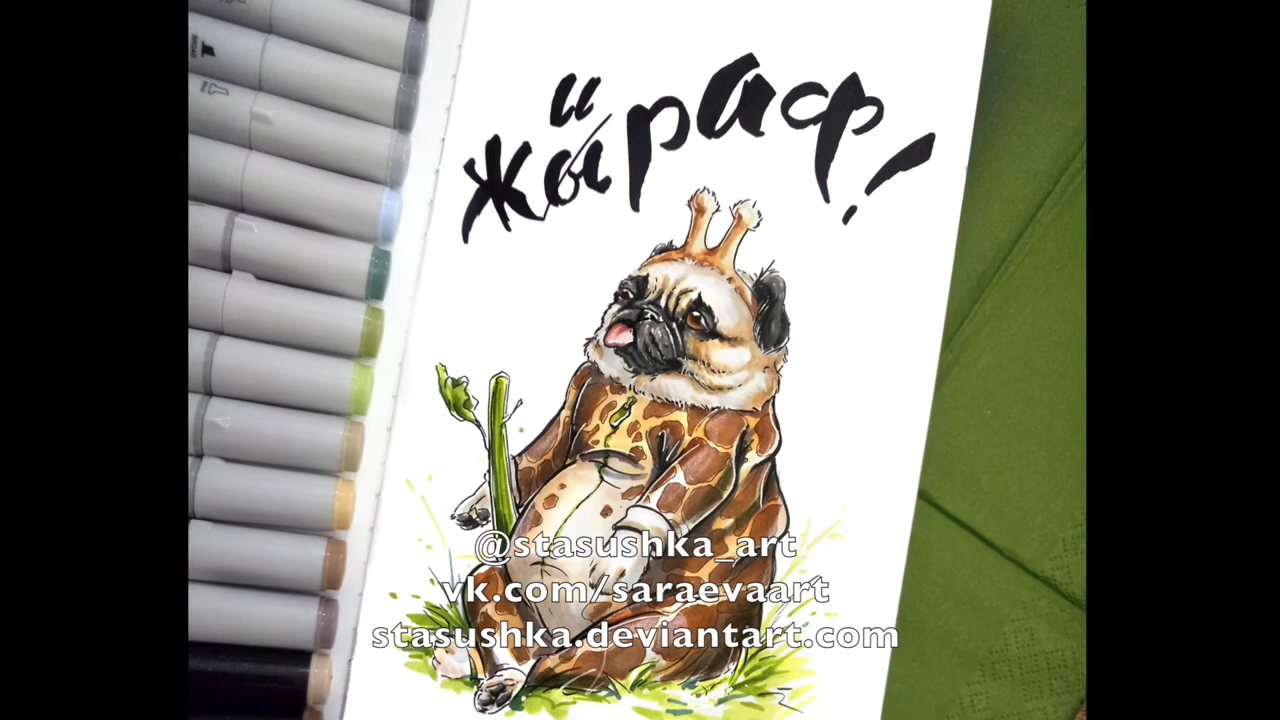 и
Жыраф!
@stasushka_art
vk.com/saraevaart
stasushka.deviantart.com